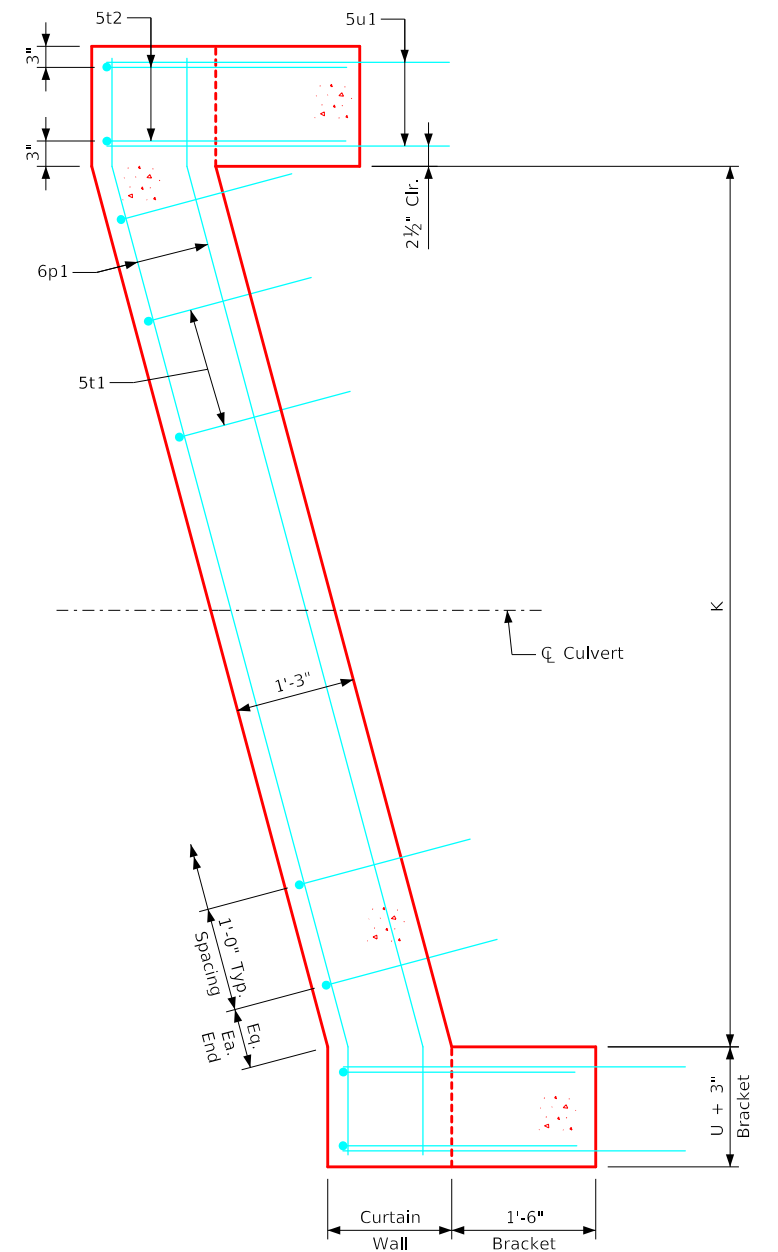 5t2
5u1
3"
3"
2½" Clr.
6p1
5t1
K
℄ Culvert
1'-3"
1'-0" Typ.
Spacing
Eq.
Ea.
End
U + 3"
Bracket
Curtain
Wall
1'-6"
Bracket